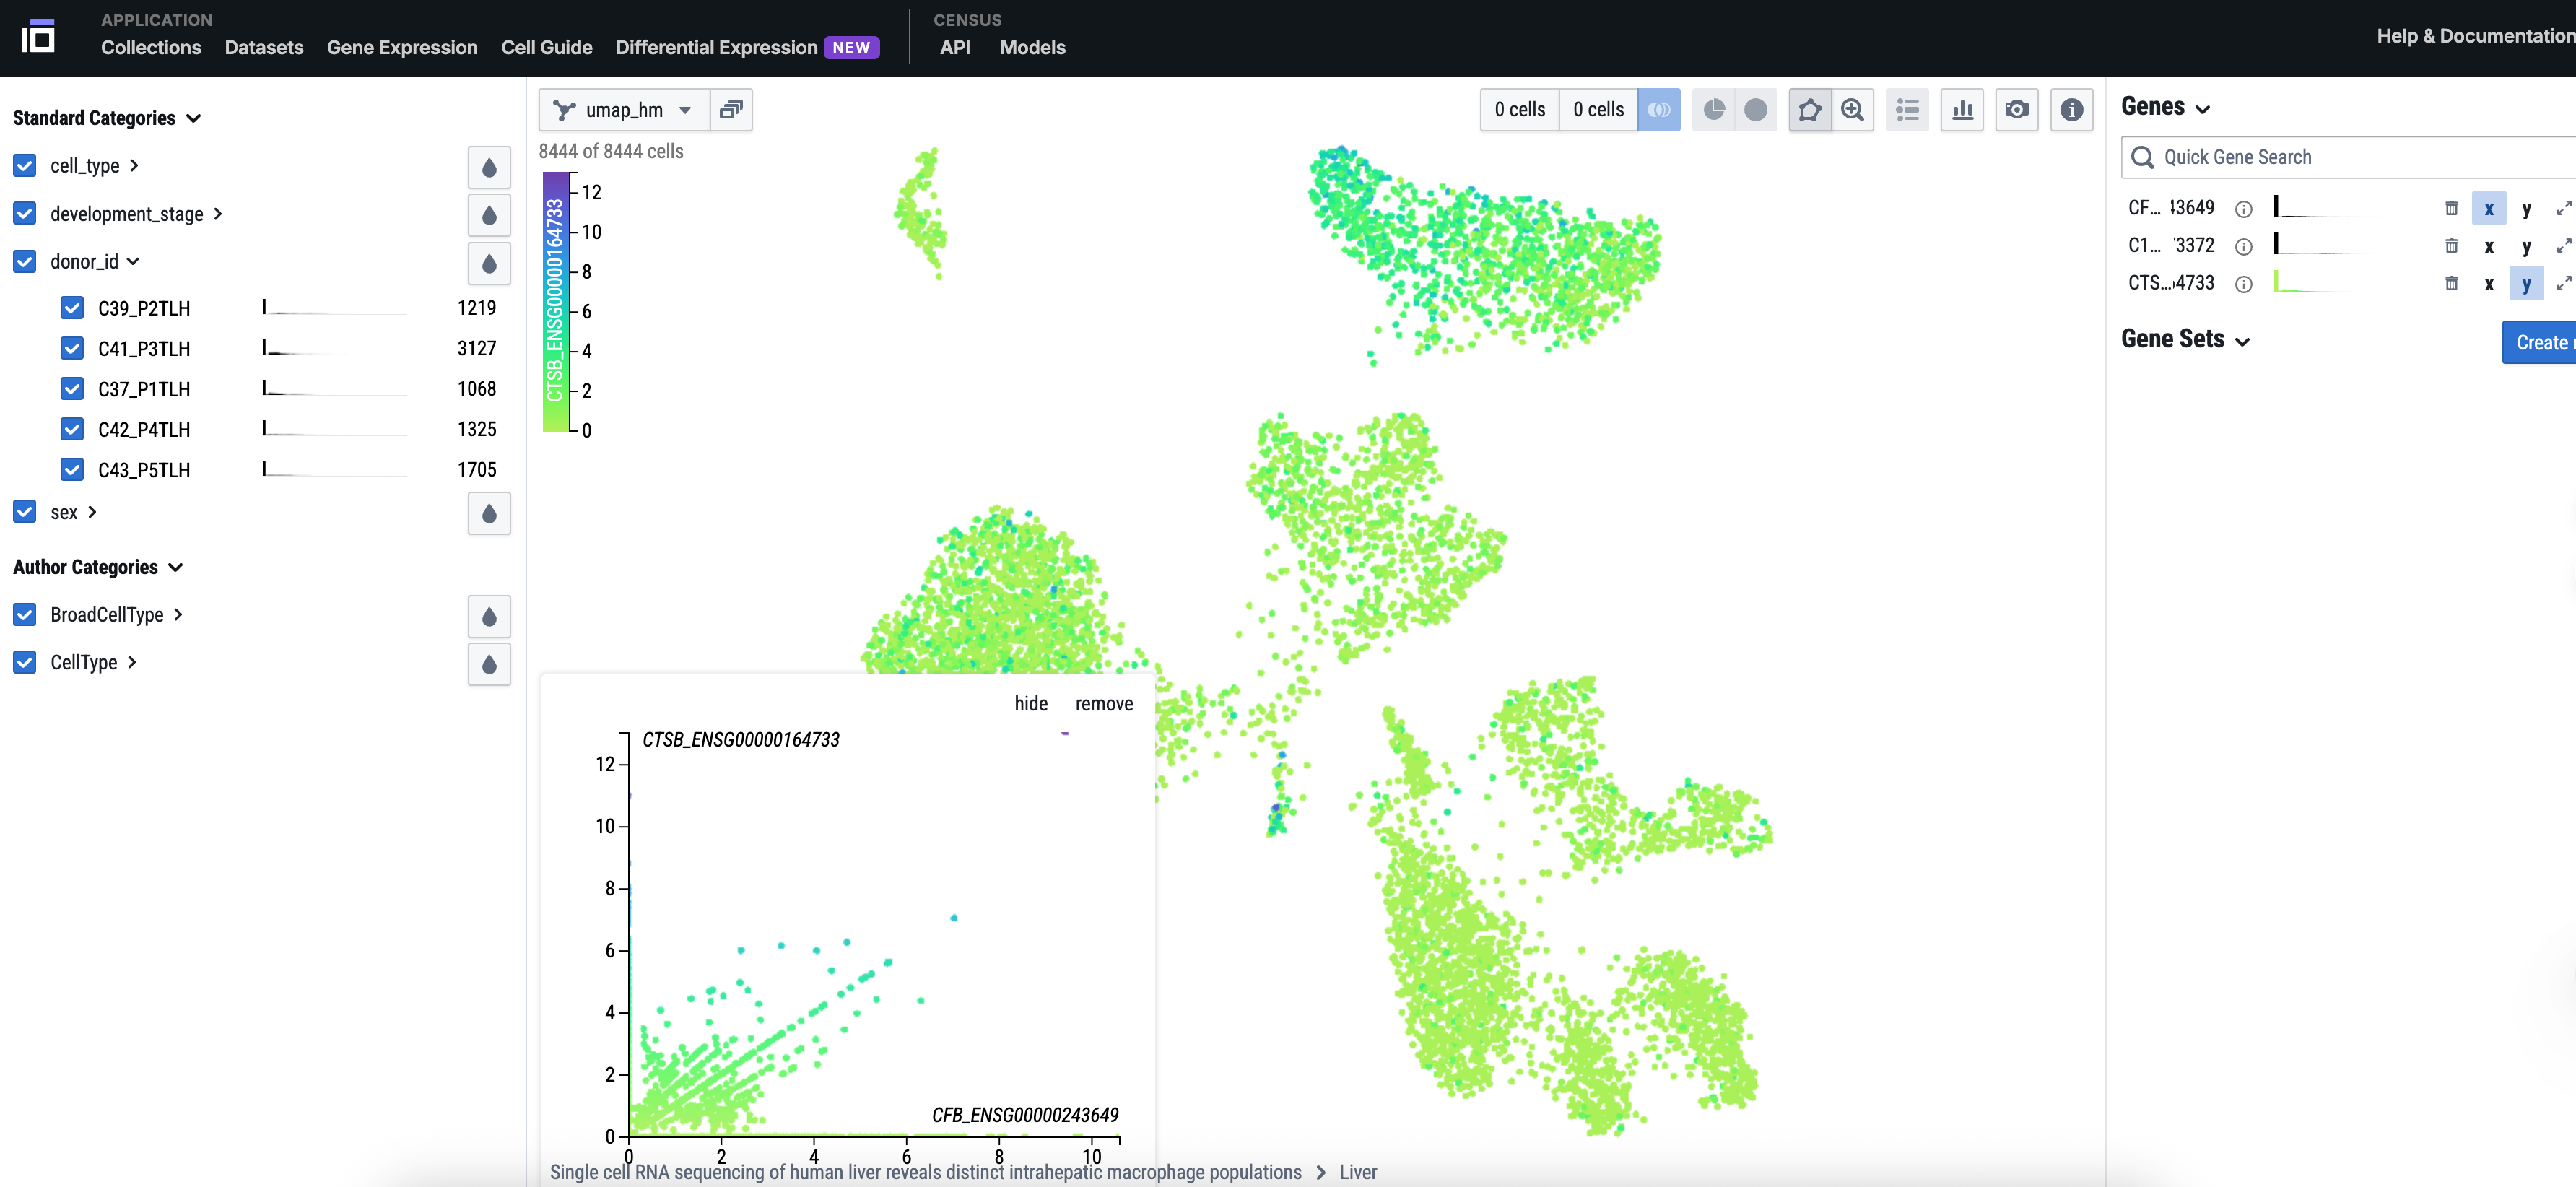 APPLICATION
Collections Datasets Gene Expression Cell Guide Differential Expression NEW
CENSUS
API Models
Help & Documentation
Standard Categories
cell_type
development_stage
donor_id
C39_P2TLH 1219
C41_P3TLH 3127
C37_P1TLH 1068
C42_P4TLH 1325
C43_P5TLH 1705
sex
Author Categories
BroadCellType
CellType
umap_hm
0 cells 0 cells
8444 of 8444 cells
CTSB_ENSG00000164733
12
10
8
6
4
2
0
hide remove
CTSB_ENSG00000164733
12
10
8
6
4
2
0
CFB_ENSG00000243649
0 2 4 6 8 10
Single cell RNA sequencing of human liver reveals distinct intrahepatic macrophage populations > Liver
Genes
Quick Gene Search
CF... 43649 x y
C1... 3372 x y
CTS...4733 x y
Gene Sets
Create